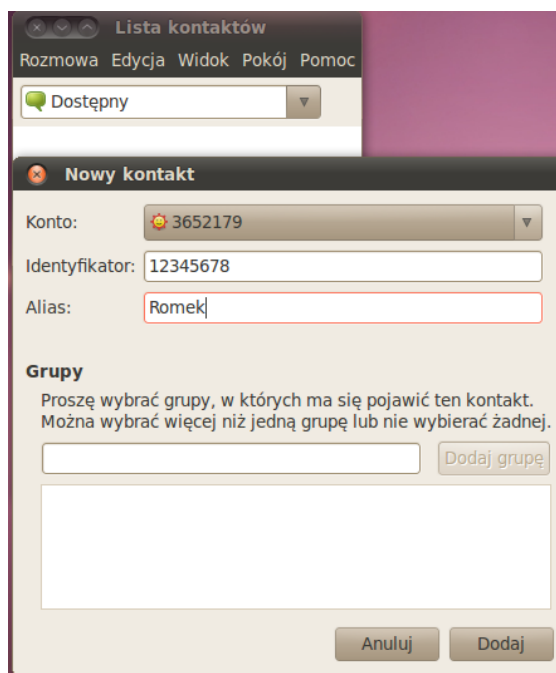 Lista kontaktów
Rozmowa Edycja Widok Pokój Pomoc
Dostępny
Nowy kontakt
Konto: 3652179
Identyfikator: 12345678
Alias: Romek
Grupy
Proszę wybrać grupy, w których ma się pojawić ten kontakt.
Można wybrać więcej niż jedną grupę lub nie wybierać żadnej.
Dodaj grupę
Anuluj Dodaj